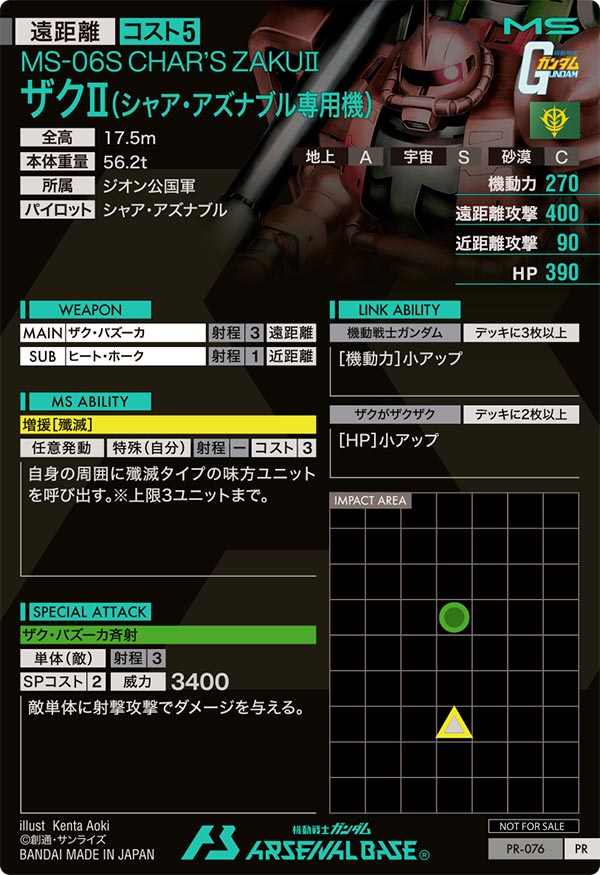 遠距離 コスト5
MS
MS-06S CHAR'S ZAKUⅡ
機動戦士ガンダム GUNDAM
ザクⅡ(シャア・アズナブル専用機)
全高 17.5m
本体重量 56.2t
所属 ジオン公国軍
パイロット シャア・アズナブル
地上 A 宇宙 S 砂漠 C
機動力 270
遠距離攻撃 400
近距離攻撃 90
HP 390
WEAPON
MAIN ザク・バズーカ 射程 3 遠距離
SUB ヒート・ホーク 射程 1 近距離
MS ABILITY
増援[殲滅]
任意発動 特殊(自分) 射程 ー コスト 3
自身の周囲に殲滅タイプの味方ユニット
を呼び出す。※上限3ユニットまで。
SPECIAL ATTACK
ザク・バズーカ斉射
単体(敵) 射程 3
SPコスト 2 威力 3400
敵単体に射撃攻撃でダメージを与える。
LINK ABILITY
機動戦士ガンダム デッキに3枚以上
[機動力]小アップ
ザクがザクザク デッキに2枚以上
[HP]小アップ
IMPACT AREA
illust Kenta Aoki
©創通・サンライズ
BANDAI MADE IN JAPAN
機動戦士ガンダム
ARSENAL BASE®
NOT FOR SALE
PR-076 PR